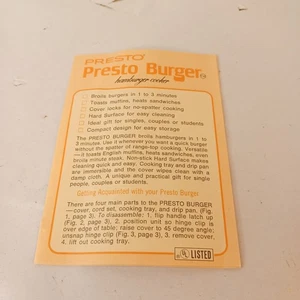 PRESTO®
Presto Burger®
hamburger cooker
Broils burgers in 1 to 3 minutes
Toasts muffins, heats sandwiches
Cover locks for no-spatter cooking
Hard Surface for easy cleaning
Ideal gift for singles, couples or students
Compact design for easy storage
The PRESTO BURGER broils hamburgers in 1 to
3 minutes. Use it whenever you want a quick burger
without the spatter of range-top cooking. Versatile
— it toasts English muffins, heats sandwiches, even
broils minute steak. Non-stick Hard Surface makes
cleaning quick and easy. Cooking tray and drip pan
are immersible and the cover wipes clean with a
damp cloth. A unique and practical gift for single
people, couples or students.
Getting Acquainted with your Presto Burger.
There are four main parts to the PRESTO BURGER
— cover, cord set, cooking tray, and drip pan, (Fig.
1, page 3). To disassemble: 1. flip handle latch up
(Fig. 2, page 3), 2. position unit so hinge clip is
over edge of table; raise cover to 45 degree angle;
unsnap hinge clip (Fig. 3, page 3), 3. remove cover.
4. lift out cooking tray.
UL LISTED